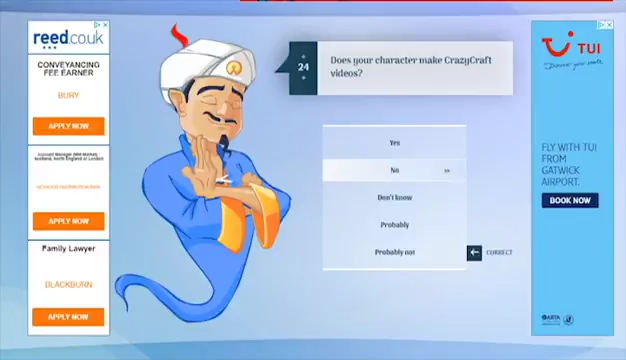 reed.co.uk
CONVEYANCING
FEE EARNER
BURY
APPLY NOW
APPLY NOW
Family Lawyer
BLACKBURN
APPLY NOW
24
Does your character make CrazyCraft
videos?
Yes
No
Don't know
Probably
Probably not
CORRECT
TUI
FLY WITH TUI
FROM
GATWICK
AIRPORT.
BOOK NOW